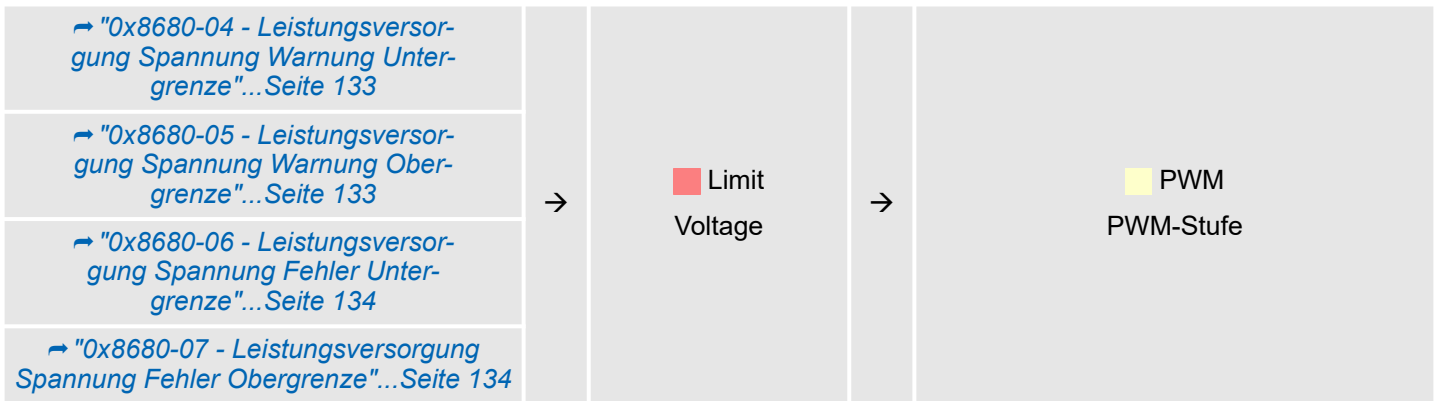 ➦ "0x8680-04 - Leistungsversor-
gung Spannung Warnung Unter-
grenze"...Seite 133
➦ "0x8680-05 - Leistungsversor-
gung Spannung Warnung Ober-
grenze"...Seite 133
➦ "0x8680-06 - Leistungsversor-
gung Spannung Fehler Unter-
grenze"...Seite 134
➦ "0x8680-07 - Leistungsversorgung
Spannung Fehler Obergrenze"...Seite 134
→
Limit
Voltage
→
PWM
PWM-Stufe